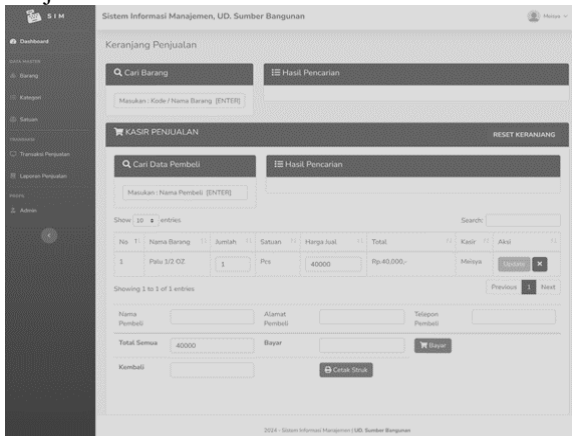 SIM
Sistem Informasi Manajemen, UD. Sumber Bangunan
Meisya
Dashboard
DATA MASTER
Barang
Kategori
Satuan
TRANSAKSI
Transaksi Penjualan
Laporan Penjualan
Admin
Keranjang Penjualan
Cari Barang
Hasil Pencarian
Masukan : Kode / Nama Barang [ENTER]
KASIR PENJUALAN
RESET KERANJANG
Cari Data Pembeli
Hasil Pencarian
Masukan : Nama Pembeli [ENTER]
Show 10 entries
Search:
No Nama Barang Jumlah Satuan Harga Jual Total Kasir Aksi
1 Palu 1/2 OZ 1 Pcs 40000 Rp.40,000,- Meisya Update
Showing 1 to 1 of 1 entries
Previous 1 Next
Nama Pembeli
Alamat Pembeli
Telepon Pembeli
Total Semua 40000 Bayar Bayar
Kembali Cetak Struk
2024 - Sistem Informasi Manajemen | UD. Sumber Bangunan